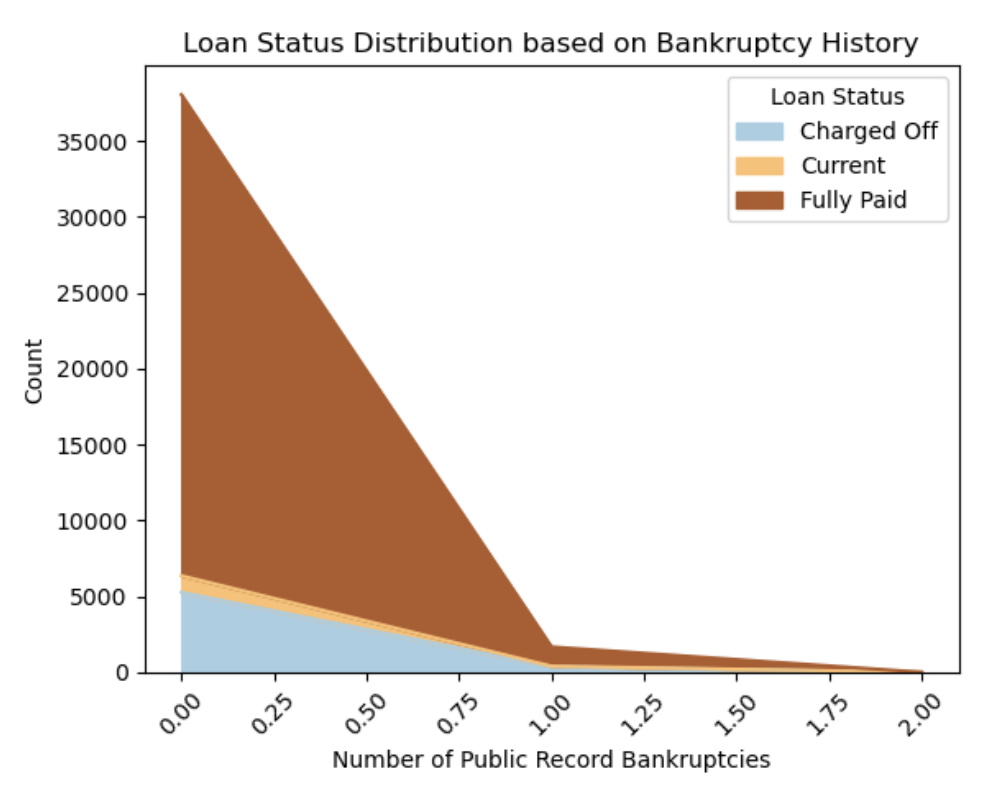 Loan Status Distribution based on Bankruptcy History
Loan Status
Charged Off
Current
Fully Paid
Count
35000
30000
25000
20000
15000
10000
5000
0
0.00
0.25
0.50
0.75
1.00
1.25
1.50
1.75
2.00
Number of Public Record Bankruptcies